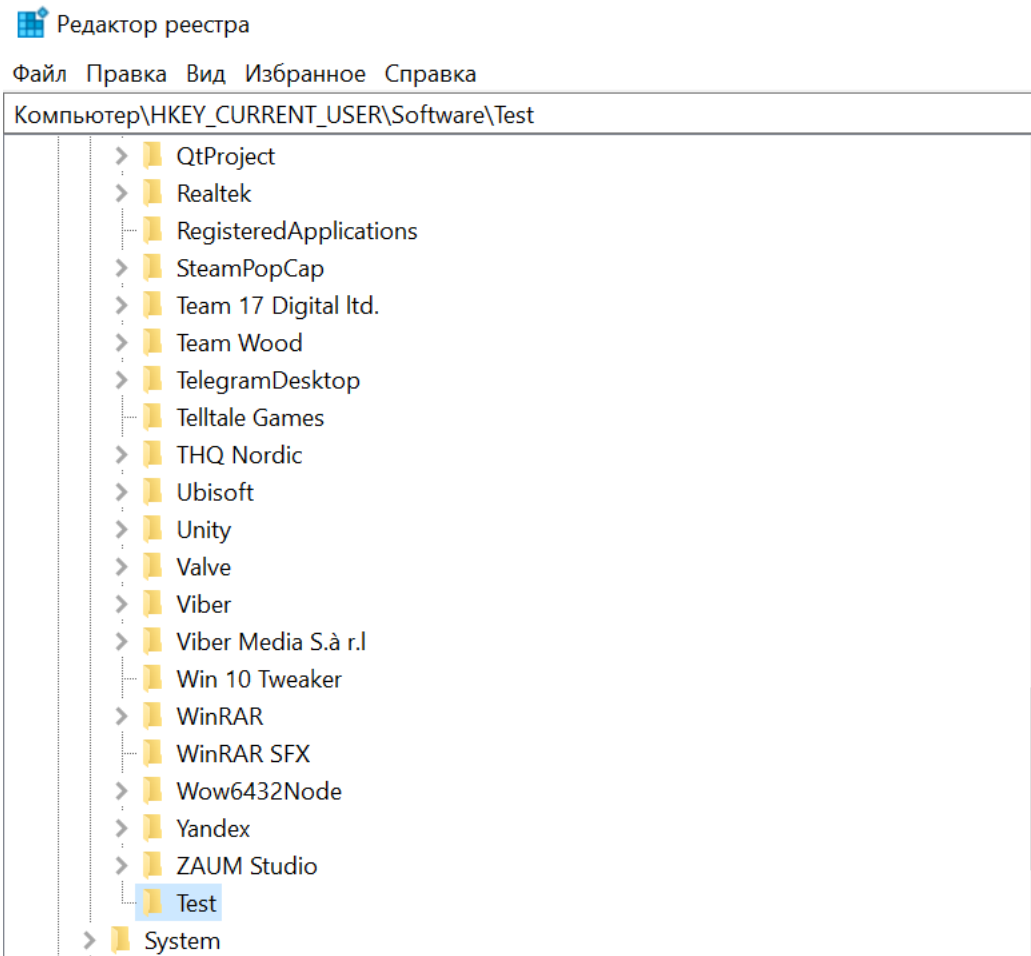 Редактор реестра
Файл Правка Вид Избранное Справка
Компьютер\HKEY_CURRENT_USER\Software\Test
QtProject
Realtek
RegisteredApplications
SteamPopCap
Team 17 Digital ltd.
Team Wood
TelegramDesktop
Telltale Games
THQ Nordic
Ubisoft
Unity
Valve
Viber
Viber Media S.à r.l
Win 10 Tweaker
WinRAR
WinRAR SFX
Wow6432Node
Yandex
ZAUM Studio
Test
System